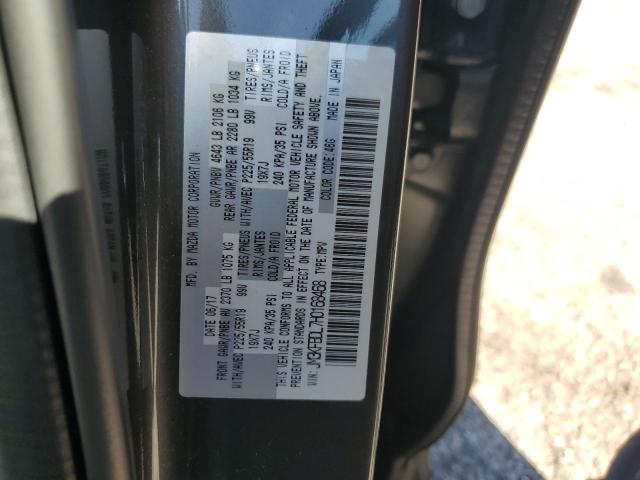 MFD. BY MAZDA MOTOR CORPORATION
DATE: 06/17 GVWR/PNBV 4643 LB 2106 KG
FRONT GAWR/PNBE AV 2370 LB 1075 KG REAR GAWR/PNBE AR 2280 LB 1034 KG
WITH/AVEC P225/55R19 99V TIRES/PNEUS WITH/AVEC P225/55R19 99V TIRES/PNEUS
19X7J RIMS/JANTES 19X7J RIMS/JANTES
240 KPA/35 PSI COLD/A FROID 240 KPA/35 PSI COLD/A FROID
THIS VEHICLE CONFORMS TO ALL APPLICABLE FEDERAL MOTOR VEHICLE SAFETY AND THEFT
PREVENTION STANDARDS IN EFFECT ON THE DATE OF MANUFACTURE SHOWN ABOVE.
VIN: JM3KFBDL7H0168458 TYPE: MPV COLOR CODE: 46G MADE IN JAPAN